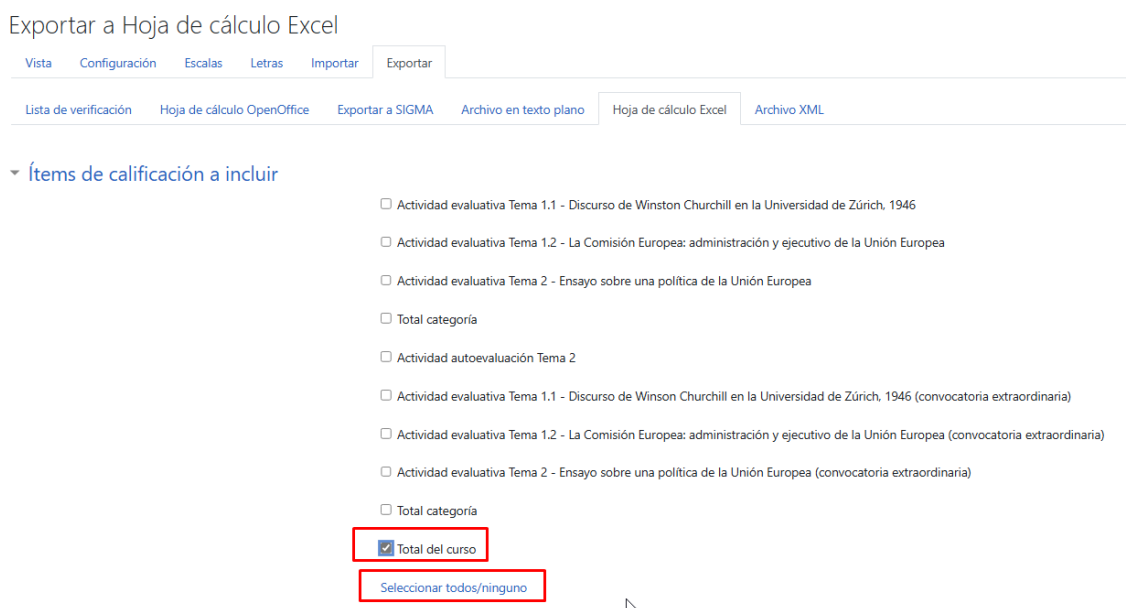 Exportar a Hoja de cálculo Excel
Vista Configuración Escalas Letras Importar Exportar
Lista de verificación Hoja de cálculo OpenOffice Exportar a SIGMA Archivo en texto plano Hoja de cálculo Excel Archivo XML
Ítems de calificación a incluir
Actividad evaluativa Tema 1.1 - Discurso de Winston Churchill en la Universidad de Zúrich, 1946
Actividad evaluativa Tema 1.2 - La Comisión Europea: administración y ejecutivo de la Unión Europea
Actividad evaluativa Tema 2 - Ensayo sobre una política de la Unión Europea
Total categoría
Actividad autoevaluación Tema 2
Actividad evaluativa Tema 1.1 - Discurso de Winson Churchill en la Universidad de Zúrich, 1946 (convocatoria extraordinaria)
Actividad evaluativa Tema 1.2 - La Comisión Europea: administración y ejecutivo de la Unión Europea (convocatoria extraordinaria)
Actividad evaluativa Tema 2 - Ensayo sobre una política de la Unión Europea (convocatoria extraordinaria)
Total categoría
Total del curso
Seleccionar todos/ninguno